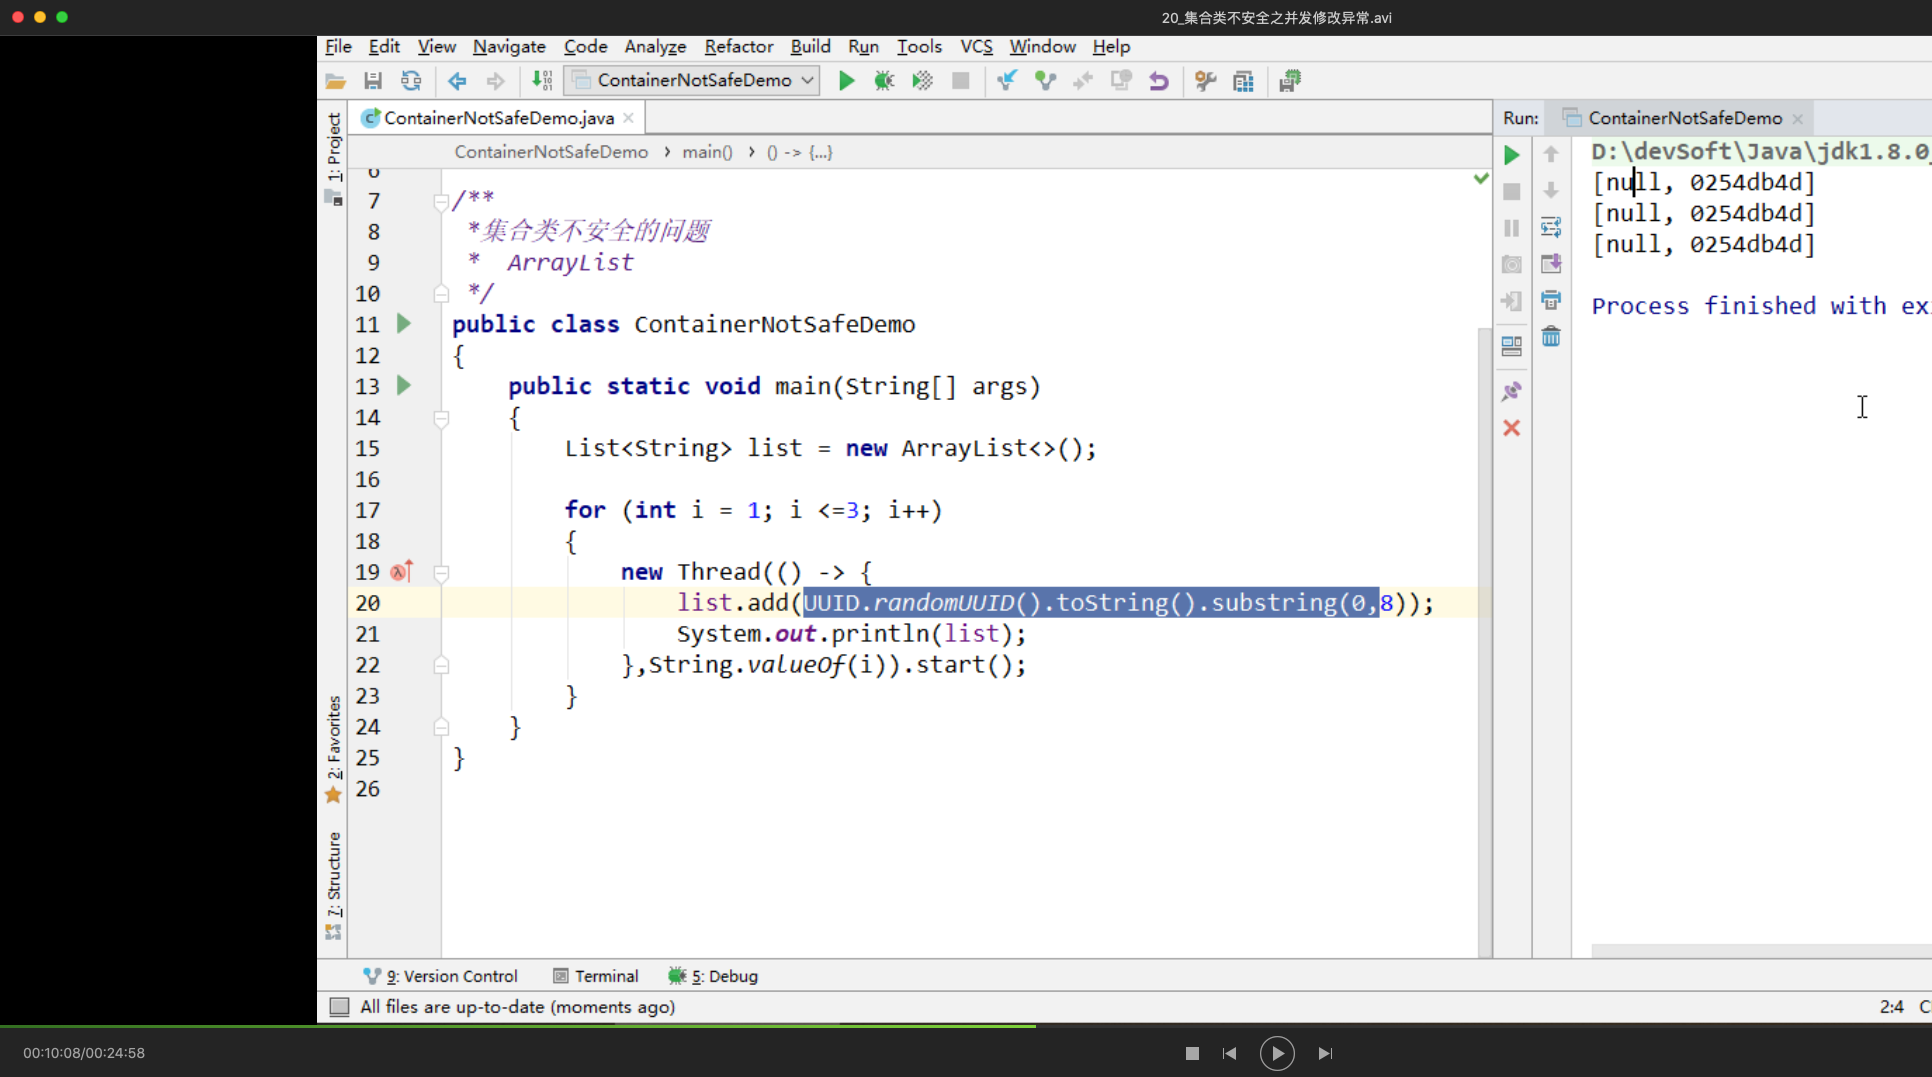 20_集合类不安全之并发修改异常.avi
File Edit View Navigate Code Analyze Refactor Build Run Tools VCS Window Help
ContainerNotSafeDemo
1: Project
ContainerNotSafeDemo.java
ContainerNotSafeDemo › main() › () -> {...}
6
7 /**
8 *集合类不安全的问题
9 * ArrayList
10 */
11 public class ContainerNotSafeDemo
12 {
13 public static void main(String[] args)
14 {
15 List<String> list = new ArrayList<>();
16
17 for (int i = 1; i <=3; i++)
18 {
19 new Thread(() -> {
20 list.add(UUID.randomUUID().toString().substring(0,8));
21 System.out.println(list);
22 },String.valueOf(i)).start();
23 }
24 }
25 }
26
2: Favorites
7: Structure
Run: ContainerNotSafeDemo
D:\devSoft\Java\jdk1.8.0
[null, 0254db4d]
[null, 0254db4d]
[null, 0254db4d]
Process finished with ex
9: Version Control Terminal 5: Debug
All files are up-to-date (moments ago)
2:4 C
00:10:08/00:24:58